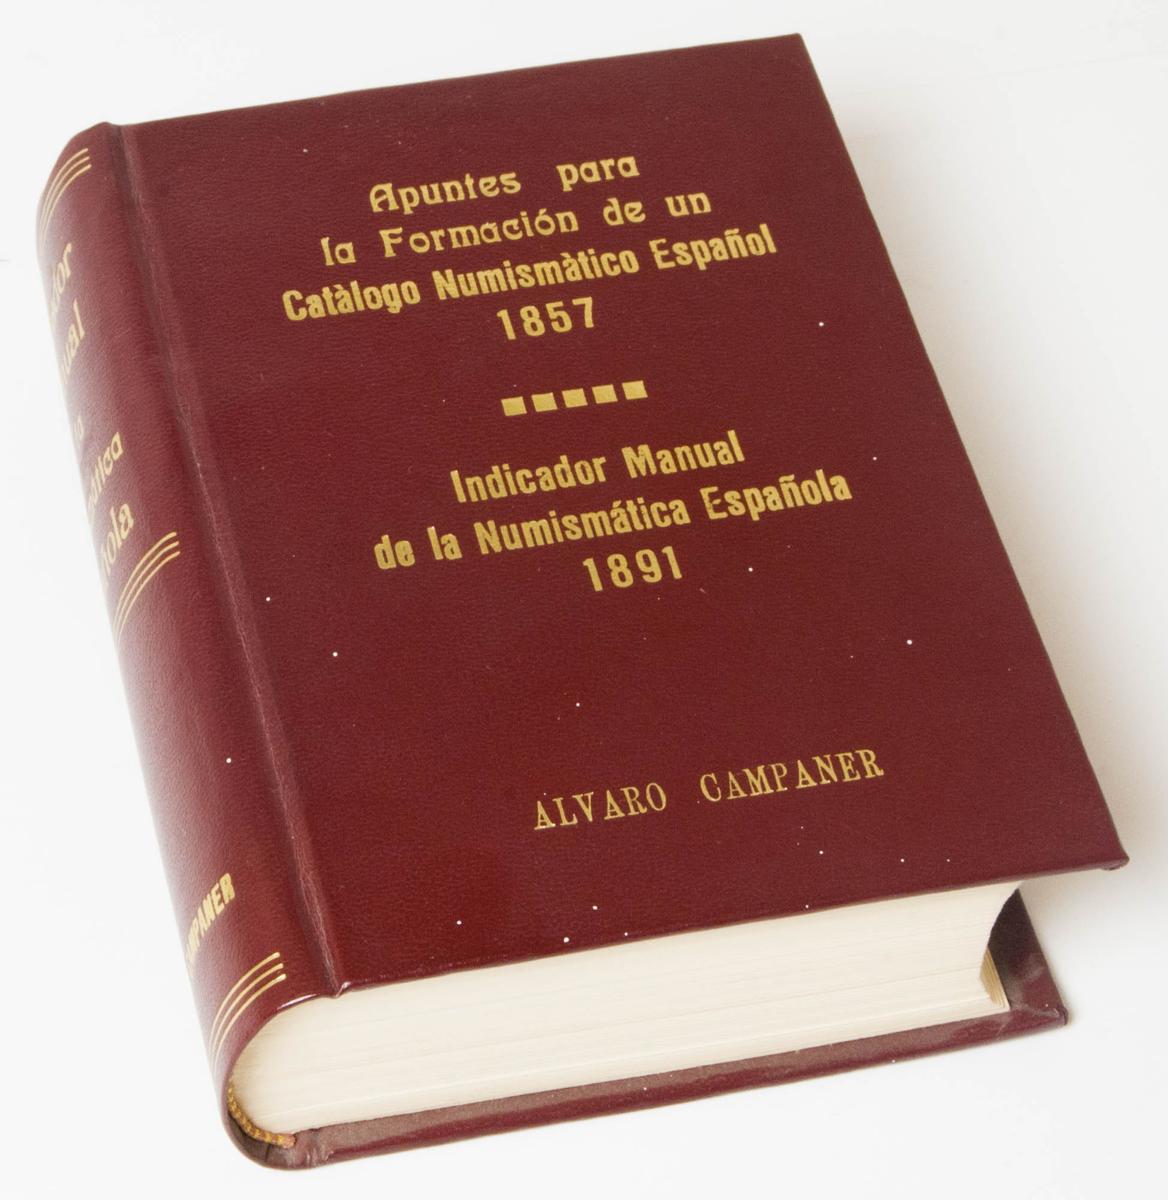 Apuntes para
la Formación de un
Catàlogo Numismàtico Español
1857
Indicador Manual
de la Numismática Española
1891
ALVARO CAMPANER